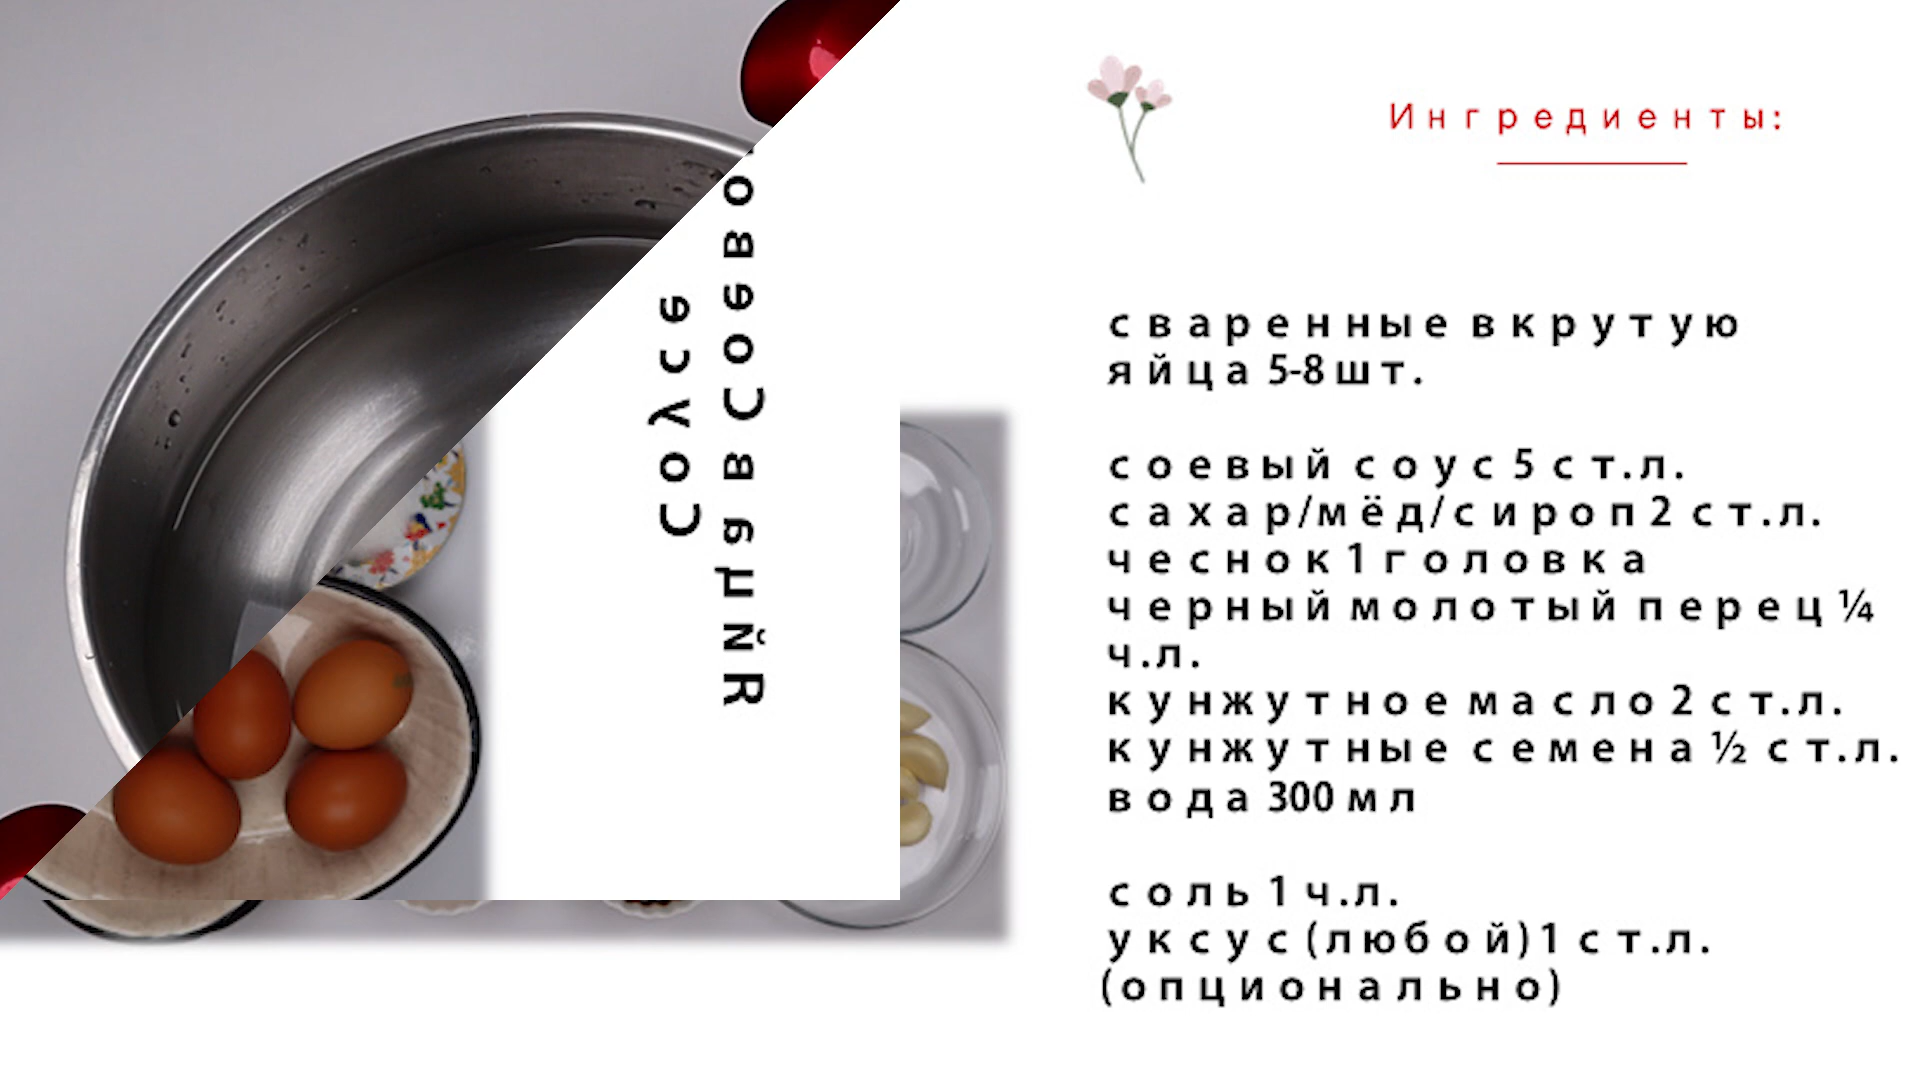 Яйца в Соево
Соусе
Ингредиенты:
сваренные вкрутую
яйца 5-8 шт.
соевый соус 5 ст.л.
сахар/мёд/сироп 2 ст.л.
чеснок 1 головка
черный молотый перец ¼
ч.л.
кунжутное масло 2 ст.л.
кунжутные семена ½ ст.л.
вода 300 мл
соль 1 ч.л.
уксус (любой) 1 ст.л.
(опционально)